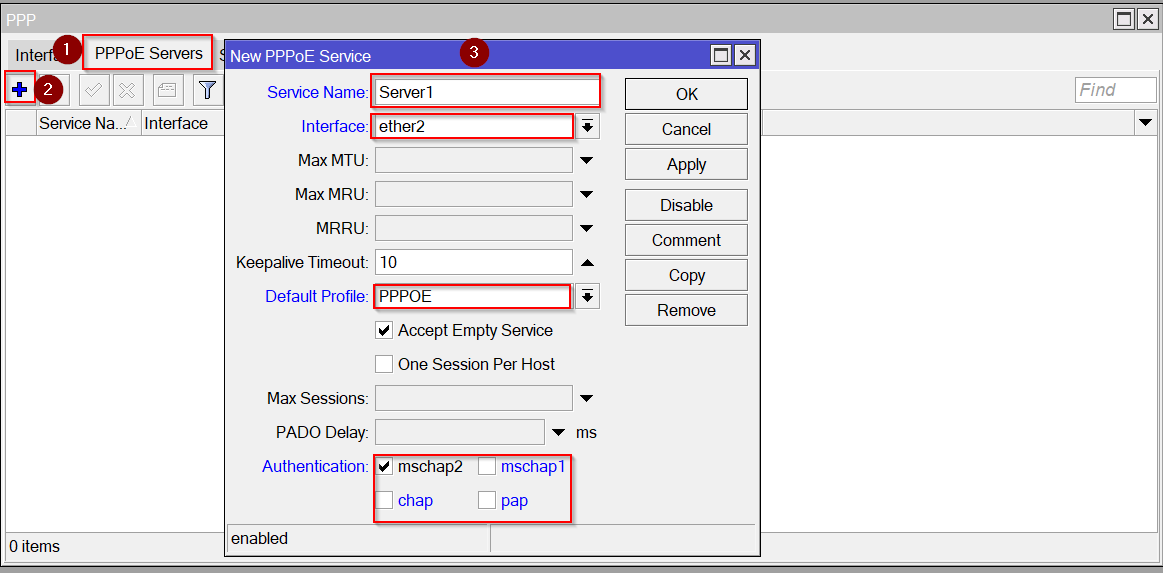 PPP
Interfa
1
PPPoE Servers
S
2
Find
Service Na...
Interface
0 items
New PPPoE Service
3
Service Name:
Server1
Interface:
ether2
Max MTU:
Max MRU:
MRRU:
Keepalive Timeout:
10
Default Profile:
PPPOE
Accept Empty Service
One Session Per Host
Max Sessions:
PADO Delay:
ms
Authentication:
mschap2
mschap1
chap
pap
enabled
OK
Cancel
Apply
Disable
Comment
Copy
Remove